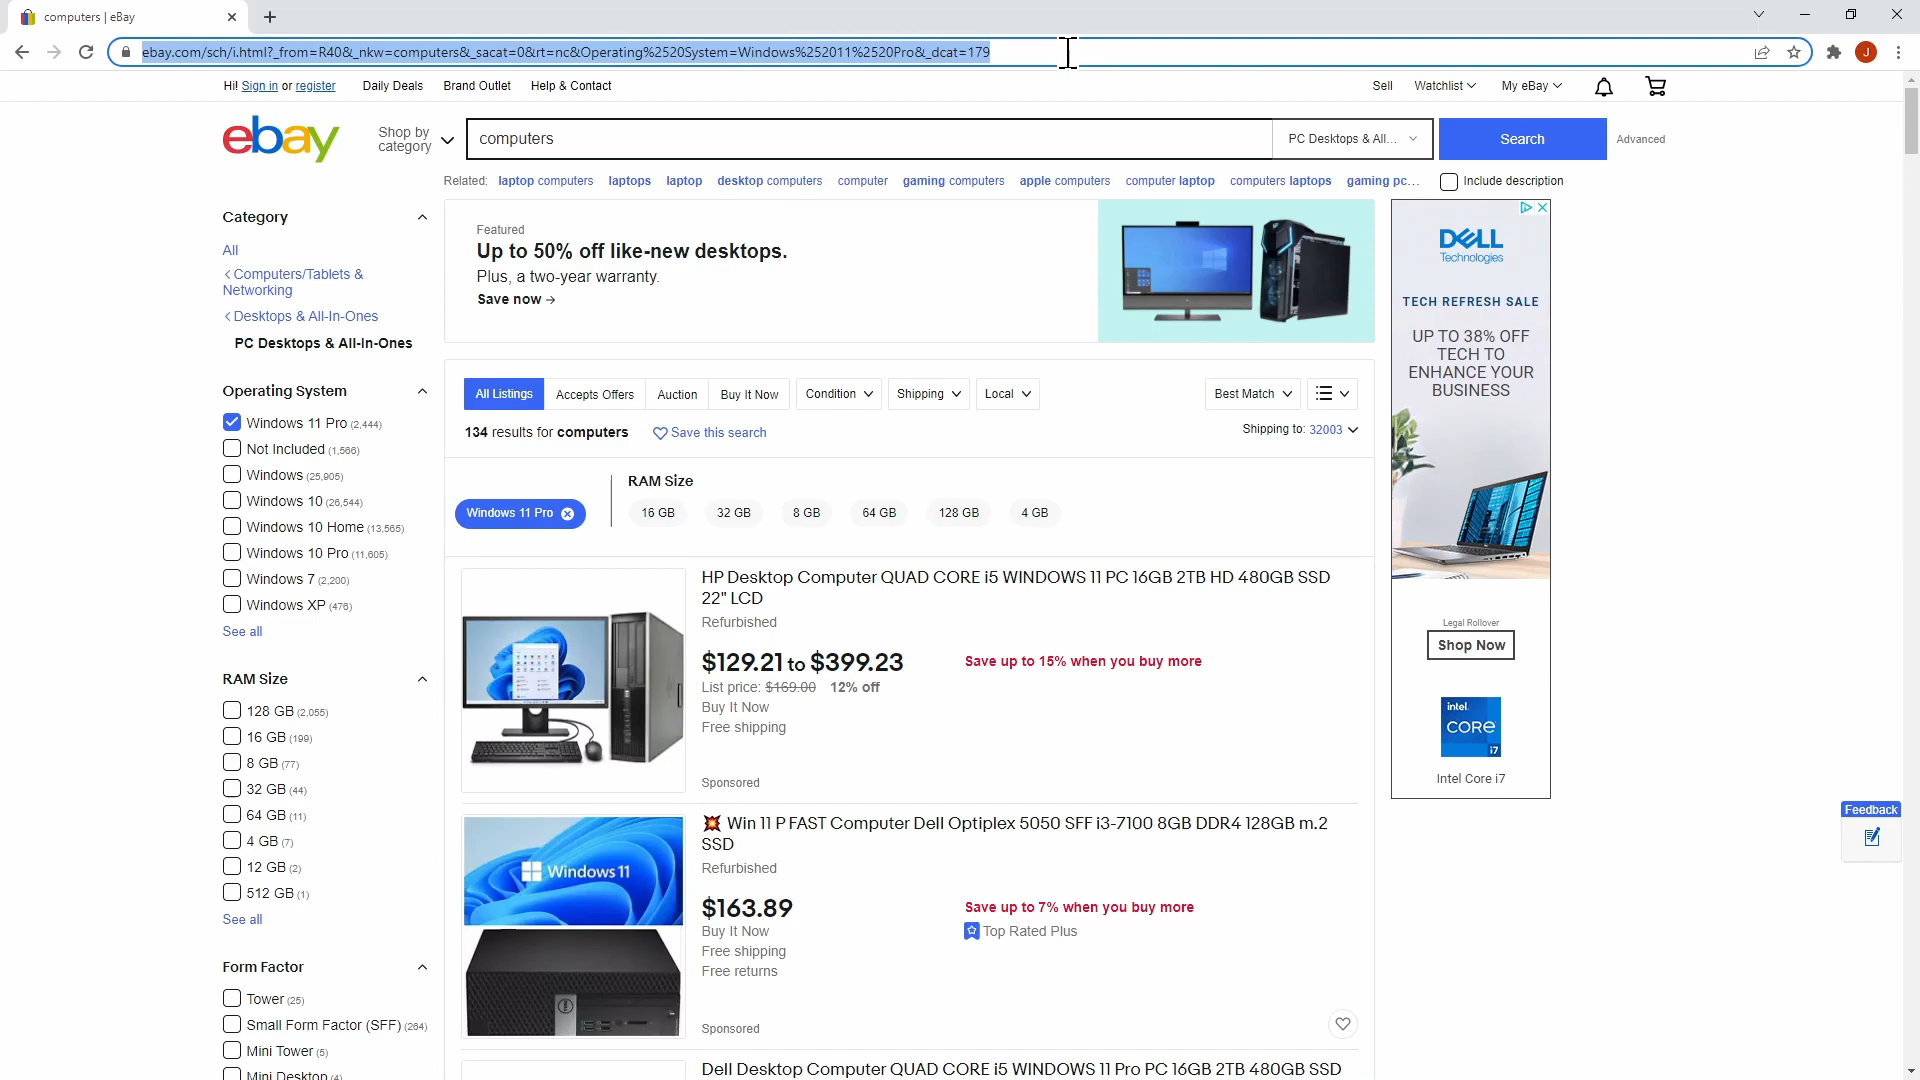 computers | eBay
ebay.com/sch/i.html?_from=R40&_nkw=computers&_sacat=0&rt=nc&Operating%2520System=Windows%252011%2520Pro&_dcat=179
J
Hi! Sign in or register
Daily Deals
Brand Outlet
Help & Contact
Sell
Watchlist
My eBay
ebay
Shop by
category
computers
PC Desktops & All...
Search
Advanced
Related: laptop computers laptops laptop desktop computers computer gaming computers apple computers computer laptop computers laptops gaming pc...
Include description
Category
All
< Computers/Tablets &
Networking
< Desktops & All-In-Ones
PC Desktops & All-In-Ones
Operating System
Windows 11 Pro (2,444)
Not Included (1,566)
Windows (25,905)
Windows 10 (26,544)
Windows 10 Home (13,565)
Windows 10 Pro (11,605)
Windows 7 (2,200)
Windows XP (476)
See all
RAM Size
128 GB (2,055)
16 GB (199)
8 GB (77)
32 GB (44)
64 GB (11)
4 GB (7)
12 GB (2)
512 GB (1)
See all
Form Factor
Tower (25)
Small Form Factor (SFF) (264)
Mini Tower (5)
Mini Desktop (4)
Featured
Up to 50% off like-new desktops.
Plus, a two-year warranty.
Save now →
All Listings
Accepts Offers
Auction
Buy It Now
Condition
Shipping
Local
Best Match
134 results for computers
Save this search
Shipping to: 32003
Windows 11 Pro
RAM Size
16 GB
32 GB
8 GB
64 GB
128 GB
4 GB
HP Desktop Computer QUAD CORE i5 WINDOWS 11 PC 16GB 2TB HD 480GB SSD
22" LCD
Refurbished
$129.21 to $399.23
Save up to 15% when you buy more
List price: $169.00 12% off
Buy It Now
Free shipping
Sponsored
Windows 11
💥 Win 11 P FAST Computer Dell Optiplex 5050 SFF i3-7100 8GB DDR4 128GB m.2
SSD
Refurbished
$163.89
Save up to 7% when you buy more
Buy It Now
Top Rated Plus
Free shipping
Free returns
Sponsored
Dell Desktop Computer QUAD CORE i5 WINDOWS 11 Pro PC 16GB 2TB 480GB SSD
DELL
Technologies
TECH REFRESH SALE
UP TO 38% OFF
TECH TO
ENHANCE YOUR
BUSINESS
Legal Rollover
Shop Now
intel.
CORE
i7
Intel Core i7
Feedback